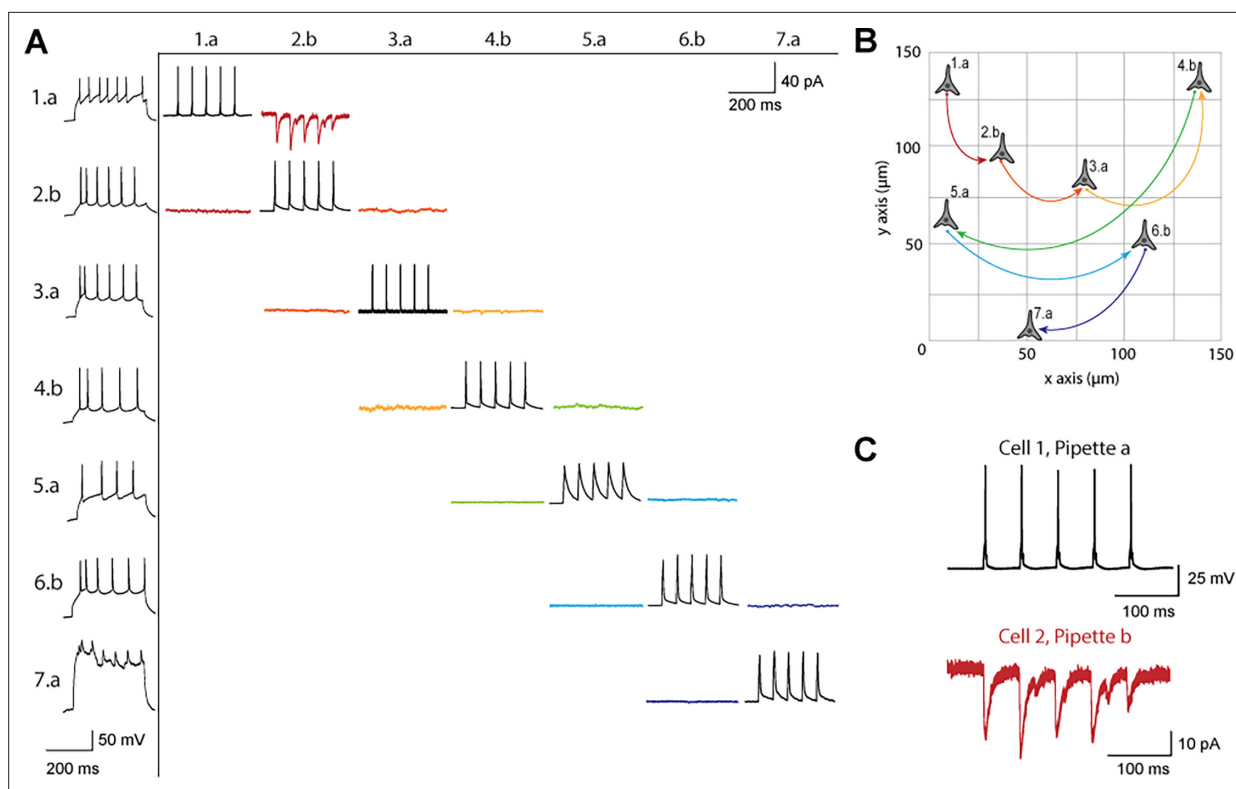 A
1.a 2.b 3.a 4.b 5.a 6.b 7.a
40 pA
200 ms
1.a
2.b
3.a
4.b
5.a
6.b
7.a
50 mV
200 ms
B
150
100
50
0
50
100
150
y axis (µm)
x axis (µm)
1.a
4.b
2.b
3.a
5.a
6.b
7.a
C
Cell 1, Pipette a
25 mV
100 ms
Cell 2, Pipette b
10 pA
100 ms